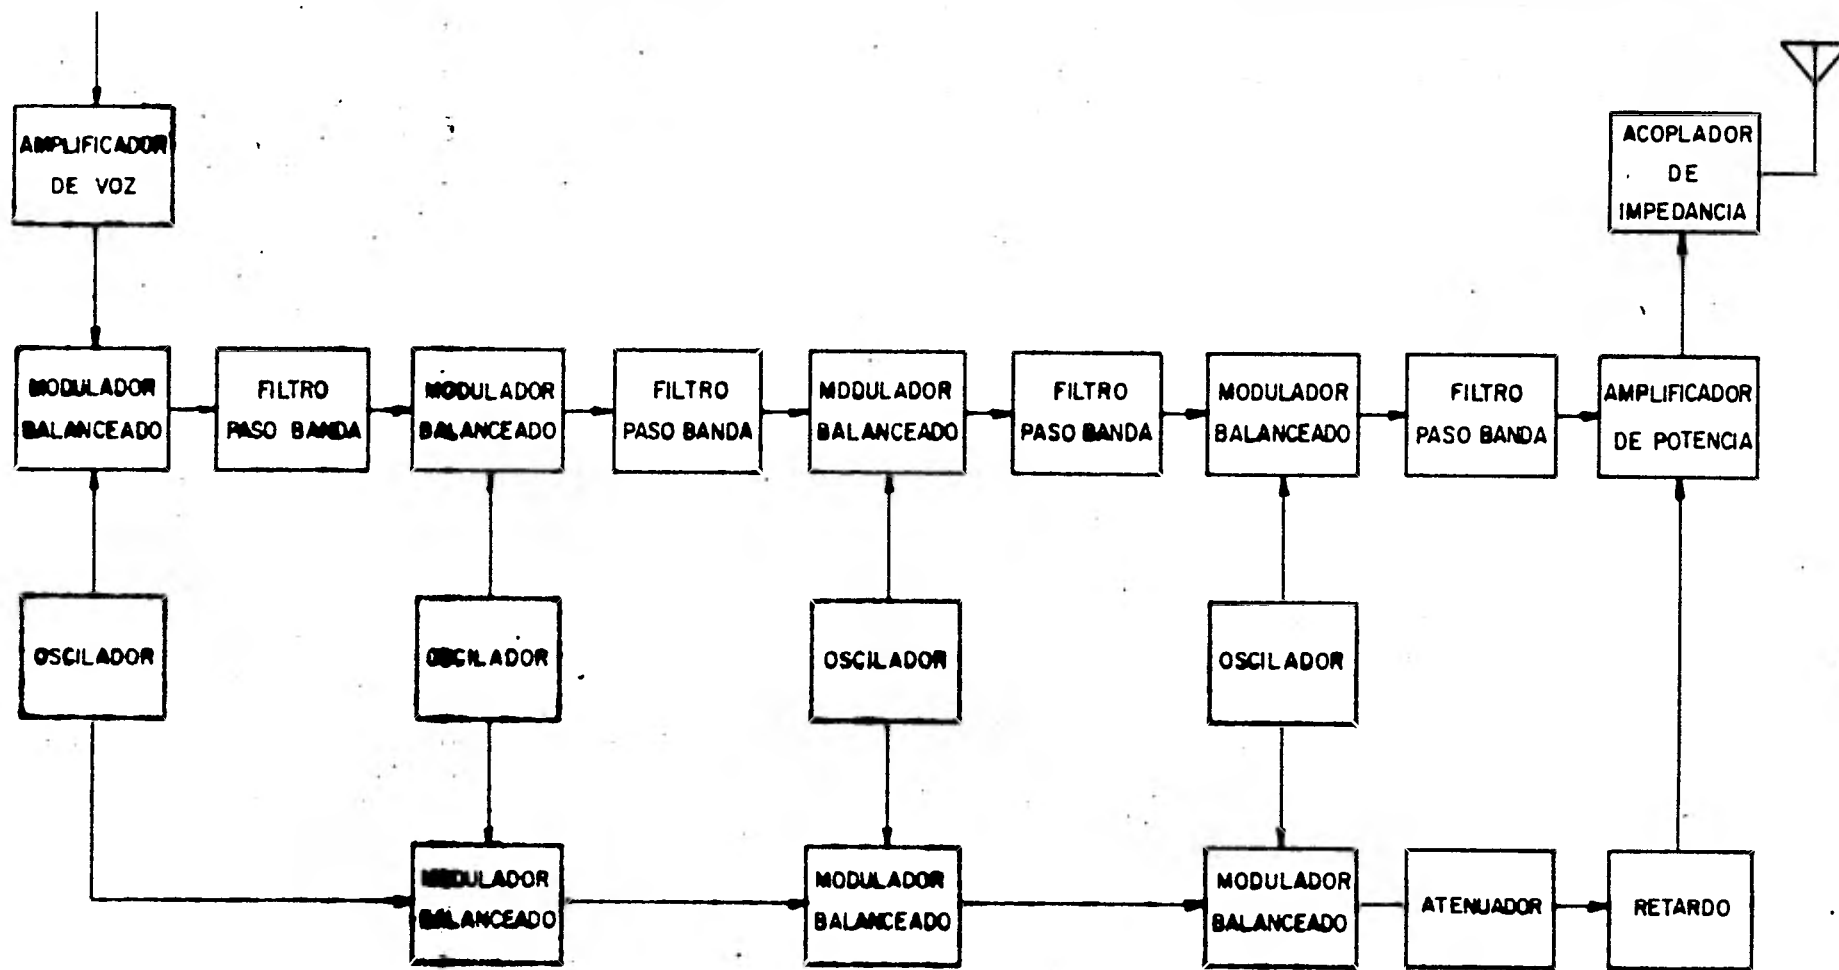 AMPLIFICADOR
DE VOZ
ACOPLADOR
DE
IMPEDANCIA
MODULADOR
BALANCEADO
FILTRO
PASO BANDA
MODULADOR
BALANCEADO
FILTRO
PASO BANDA
MODULADOR
BALANCEADO
FILTRO
PASO BANDA
MODULADOR
BALANCEADO
FILTRO
PASO BANDA
AMPLIFICADOR
DE POTENCIA
OSCILADOR
OSCILADOR
OSCILADOR
OSCILADOR
MODULADOR
BALANCEADO
MODULADOR
BALANCEADO
MODULADOR
BALANCEADO
ATENUADOR
RETARDO